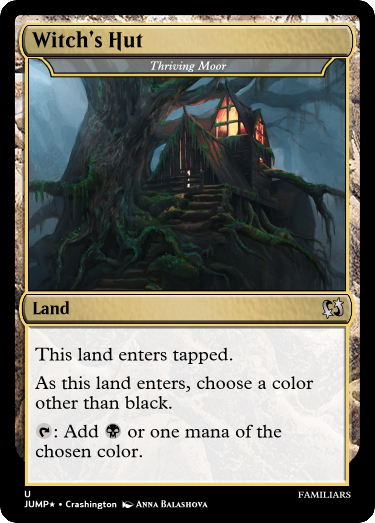 Witch's Hut
Thriving Moor
Land
This land enters tapped.
As this land enters, choose a color
other than black.
: Add or one mana of the
chosen color.
U
JUMP★ • Crashington Anna Balashova
FAMILIARS